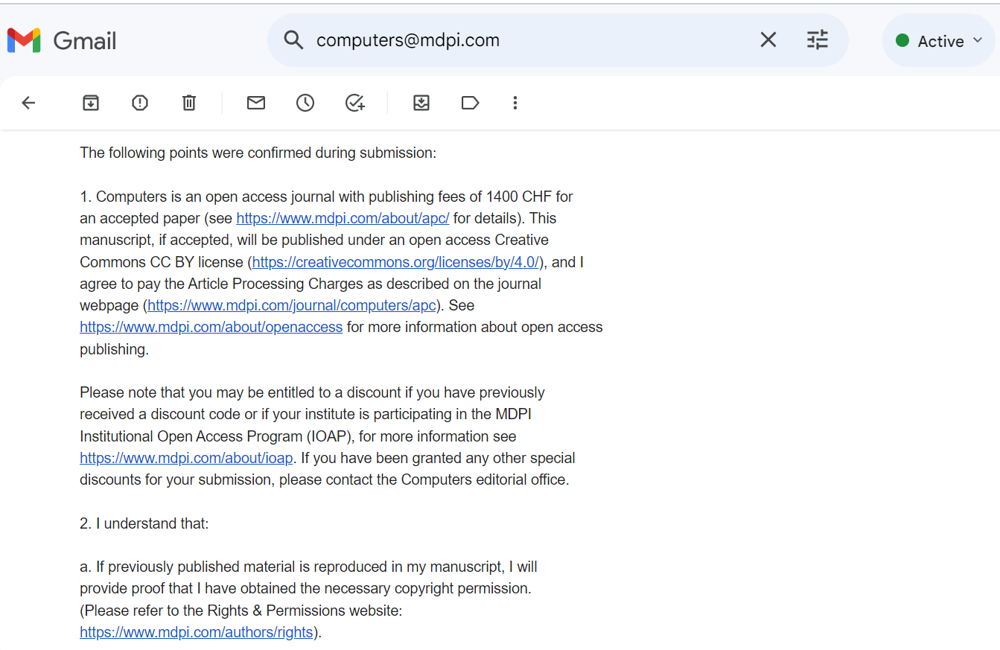 Gmail
computers@mdpi.com
Active
The following points were confirmed during submission:
1. Computers is an open access journal with publishing fees of 1400 CHF for
an accepted paper (see https://www.mdpi.com/about/apc/ for details). This
manuscript, if accepted, will be published under an open access Creative
Commons CC BY license (https://creativecommons.org/licenses/by/4.0/), and I
agree to pay the Article Processing Charges as described on the journal
webpage (https://www.mdpi.com/journal/computers/apc). See
https://www.mdpi.com/about/openaccess for more information about open access
publishing.
Please note that you may be entitled to a discount if you have previously
received a discount code or if your institute is participating in the MDPI
Institutional Open Access Program (IOAP), for more information see
https://www.mdpi.com/about/ioap. If you have been granted any other special
discounts for your submission, please contact the Computers editorial office.
2. I understand that:
a. If previously published material is reproduced in my manuscript, I will
provide proof that I have obtained the necessary copyright permission.
(Please refer to the Rights & Permissions website:
https://www.mdpi.com/authors/rights).